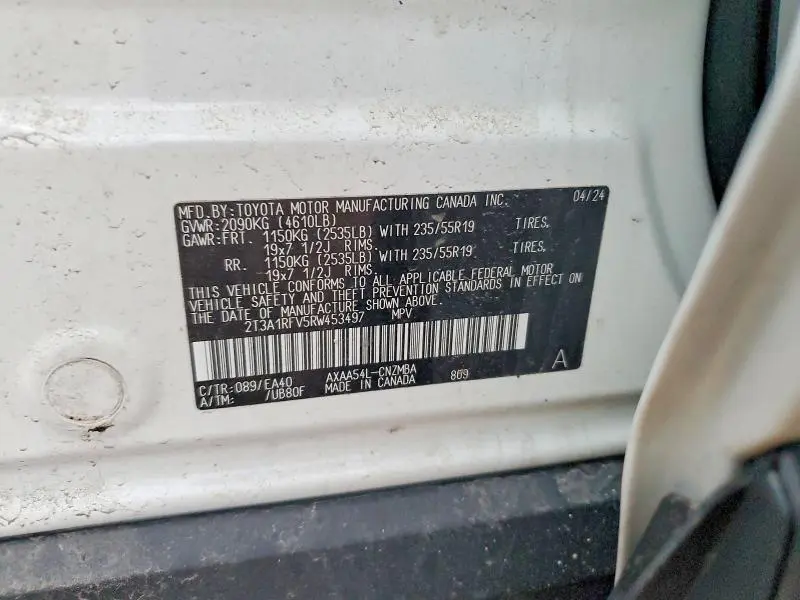 MFD.BY:TOYOTA MOTOR MANUFACTURING CANADA INC. 04/24
GVWR:2090KG (4610LB)
GAWR:FRT. 1150KG (2535LB) WITH 235/55R19 TIRES.
19x7 1/2J RIMS.
RR. 1150KG (2535LB) WITH 235/55R19 TIRES.
19x7 1/2J RIMS.
THIS VEHICLE CONFORMS TO ALL APPLICABLE FEDERAL MOTOR
VEHICLE SAFETY AND THEFT PREVENTION STANDARDS IN EFFECT ON
THE DATE OF MANUFACTURE SHOWN ABOVE.
2T3A1RFV5RW453497 MPV
C/TR:089/EA40 AXAA54L-CNZMBA 809 A
A/TM: /UB80F MADE IN CANADA